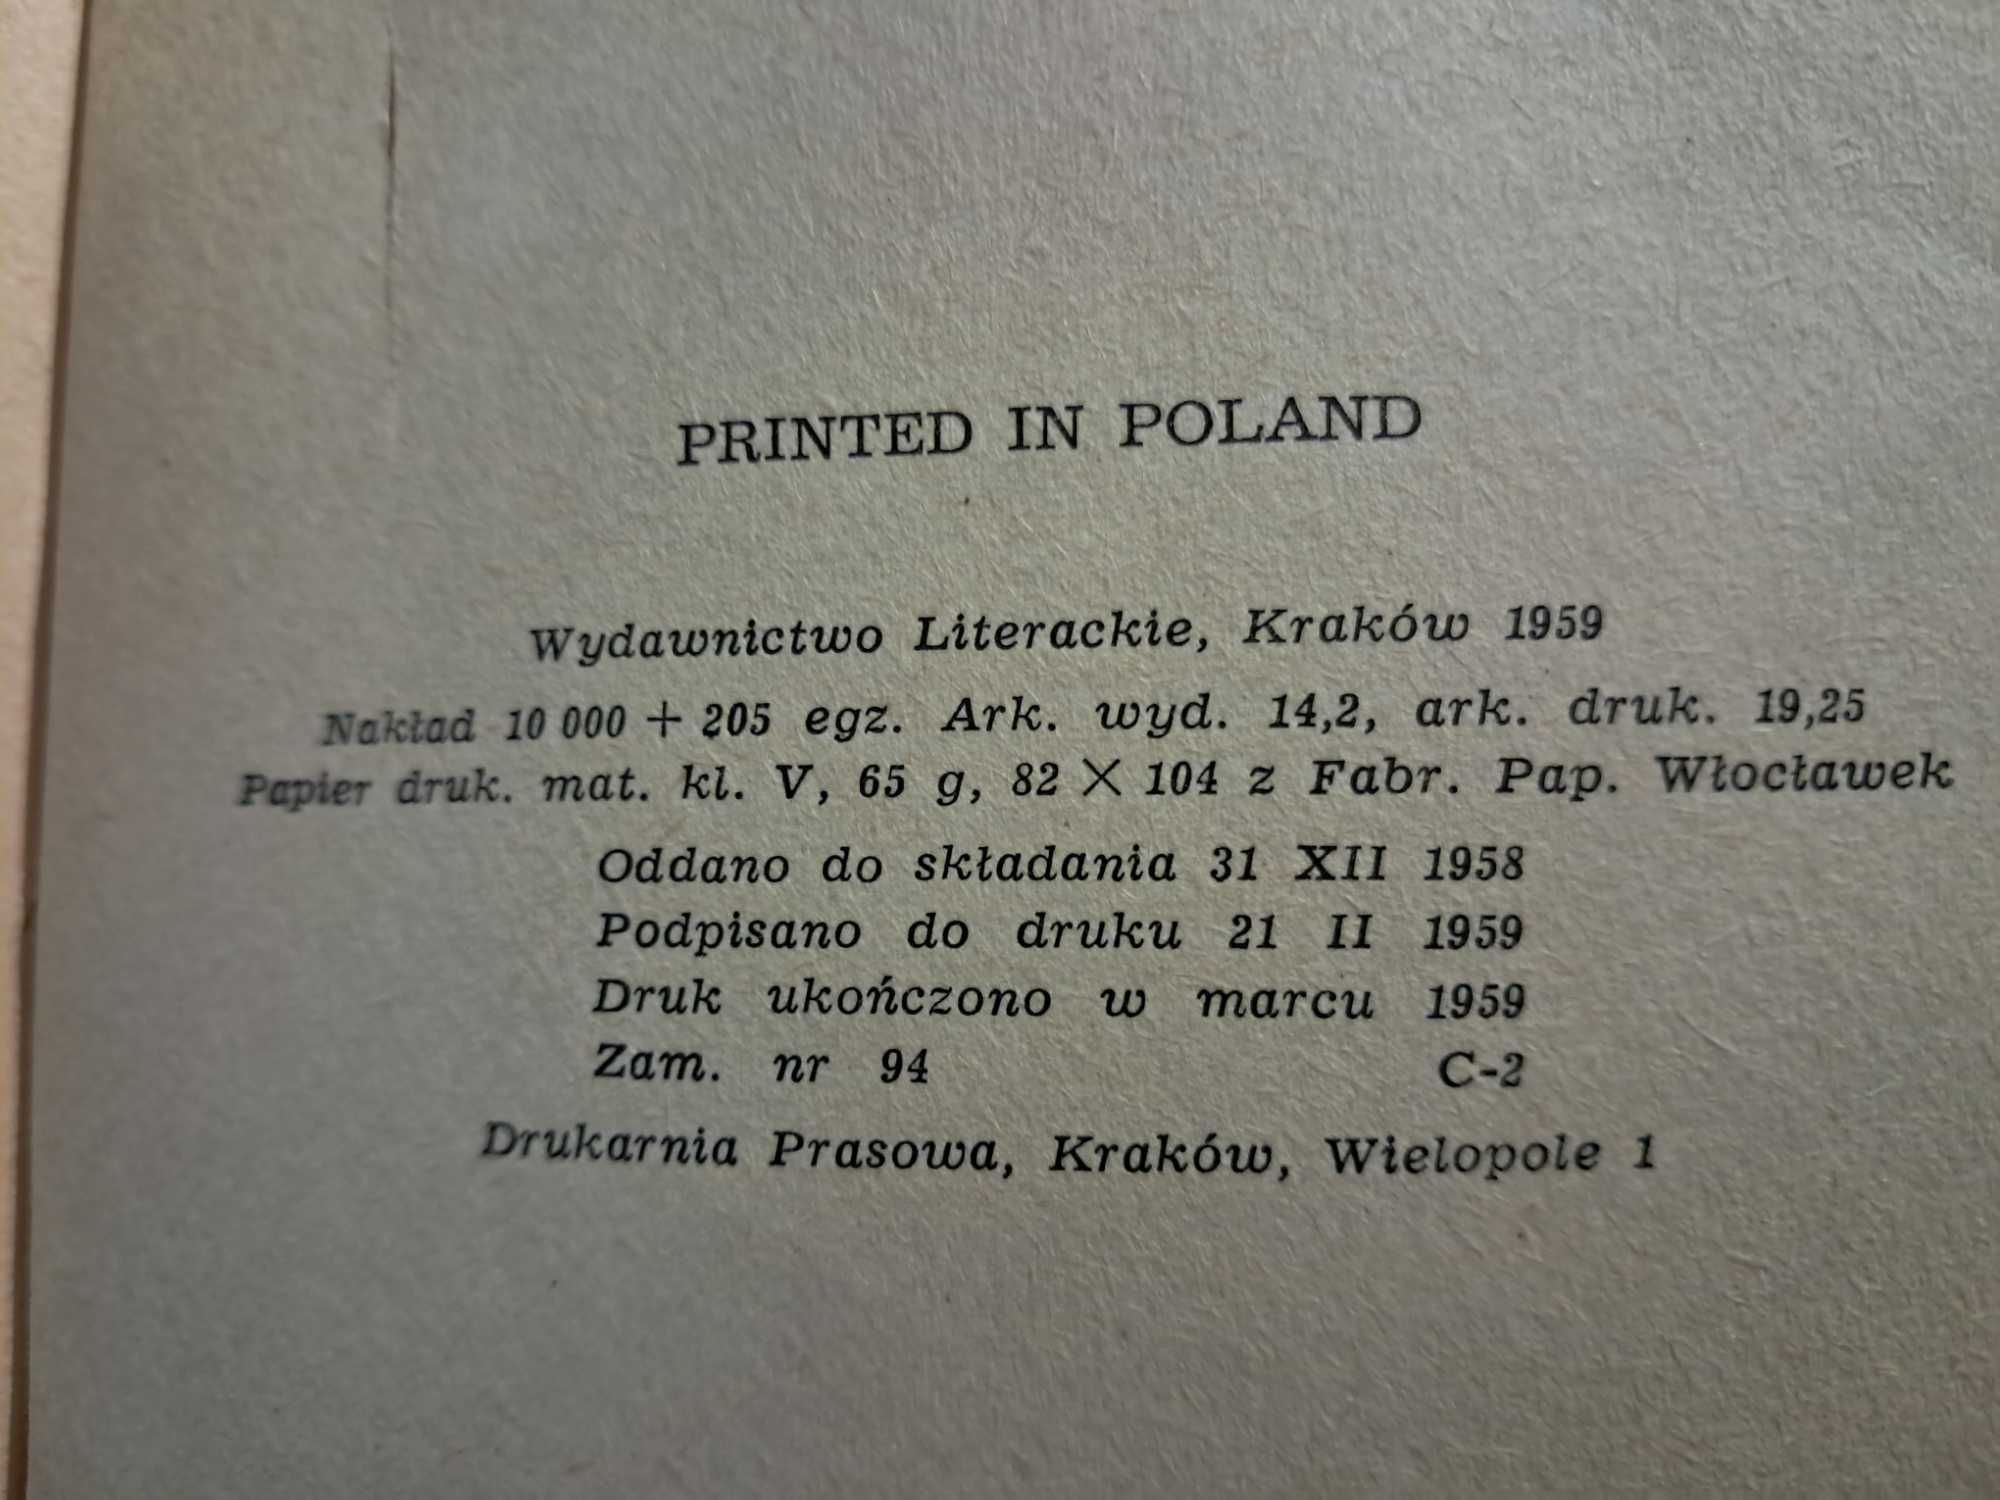 PRINTED IN POLAND
Wydawnictwo Literackie, Kraków 1959
Nakład 10 000 + 205 egz. Ark. wyd. 14,2, ark. druk. 19,25
Papier druk. mat. kl. V, 65 g, 82 × 104 z Fabr. Pap. Włocławek
Oddano do składania 31 XII 1958
Podpisano do druku 21 II 1959
Druk ukończono w marcu 1959
Zam. nr 94 C-2
Drukarnia Prasowa, Kraków, Wielopole 1